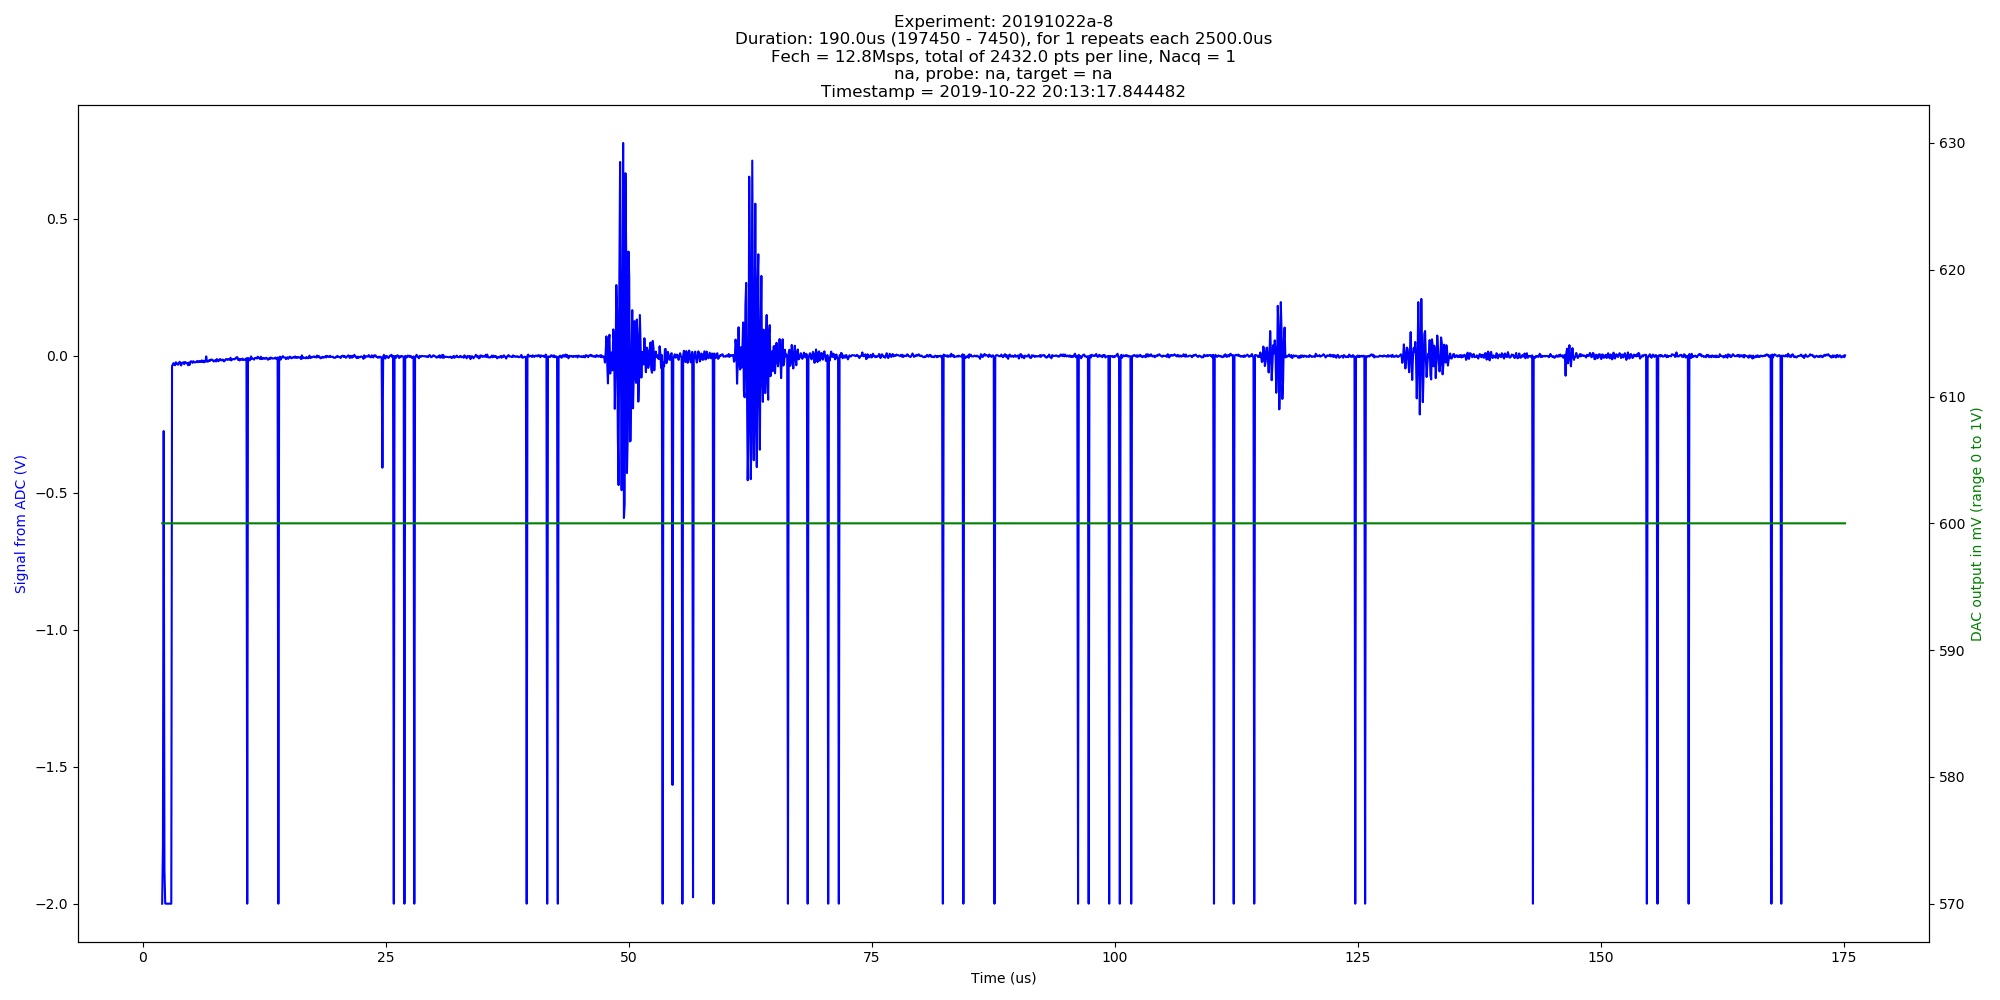 Experiment: 20191022a-8
Duration: 190.0us (197450 - 7450), for 1 repeats each 2500.0us
Fech = 12.8Msps, total of 2432.0 pts per line, Nacq = 1
na, probe: na, target = na
Timestamp = 2019-10-22 20:13:17.844482
Signal from ADC (V)
0.5
0.0
−0.5
−1.0
−1.5
−2.0
630
620
610
600
590
580
570
DAC output in mV (range 0 to 1V)
0
25
50
75
100
125
150
175
Time (us)